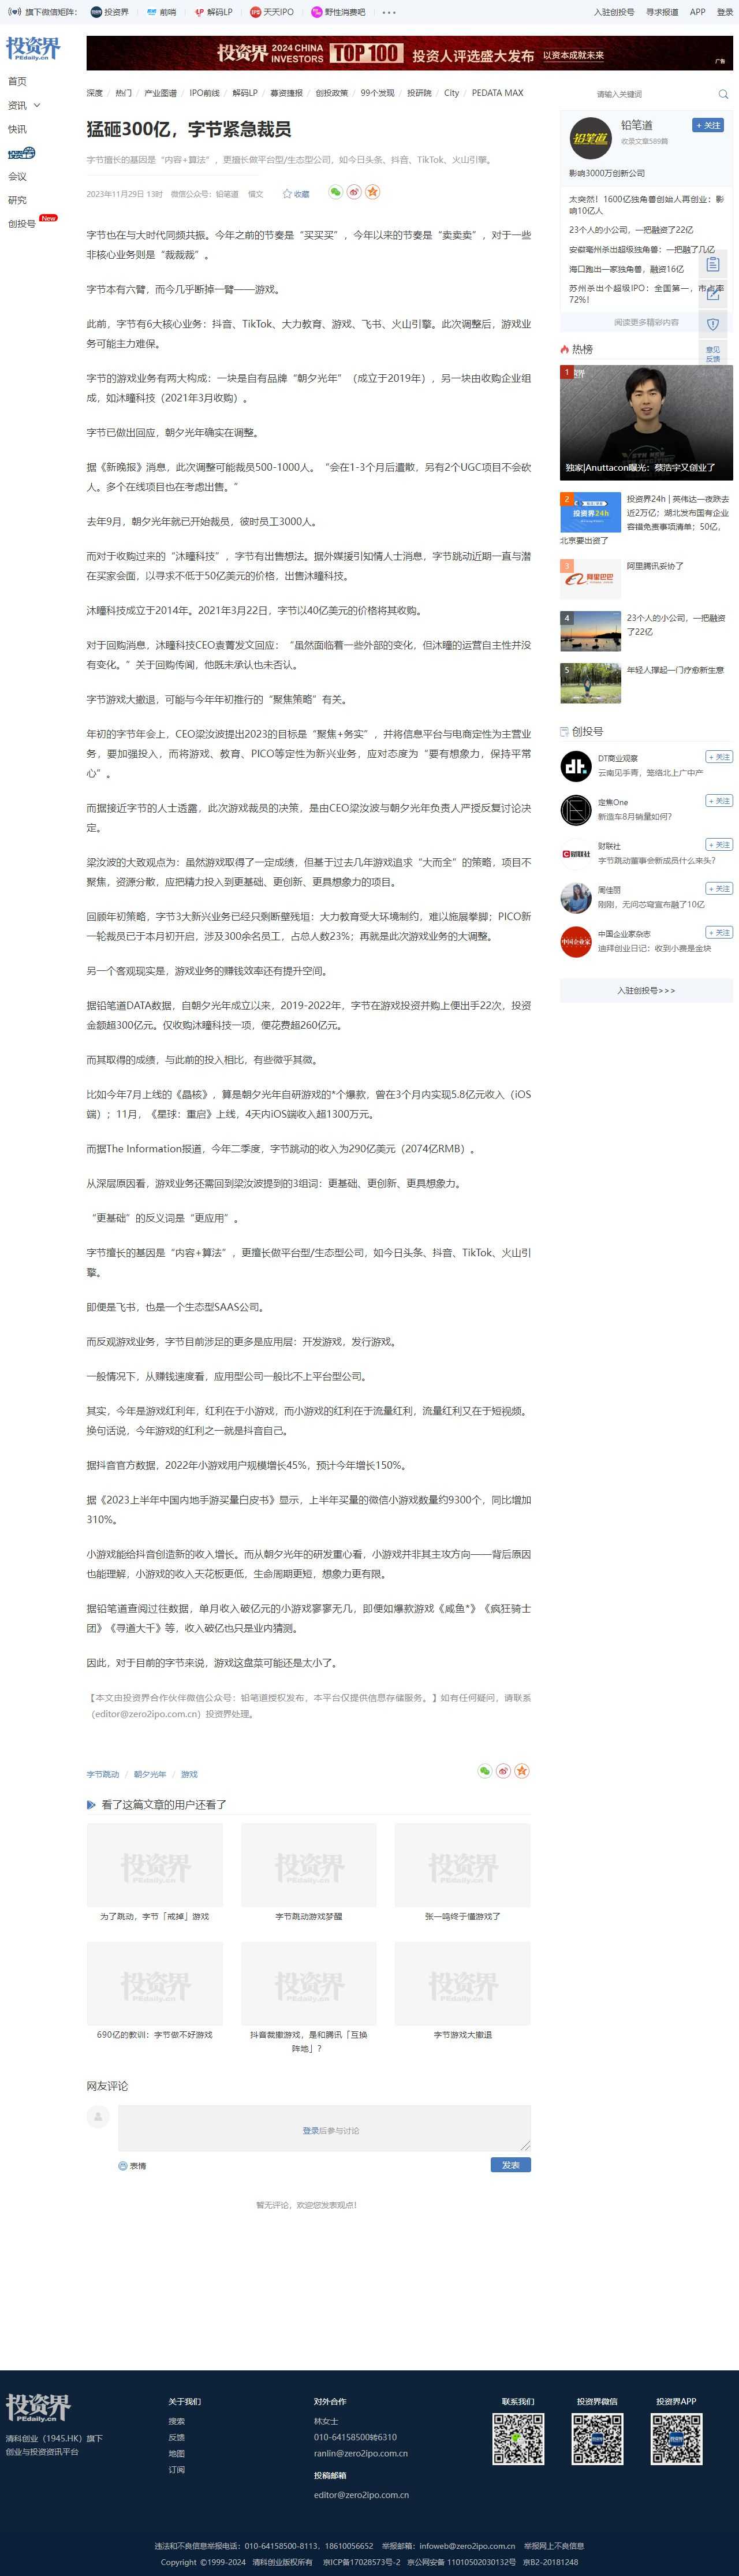 旗下微信矩阵：
投资界
前哨
解码LP
天天IPO
野性消费吧
入驻创投号
寻求报道
APP
登录
投资界
PEdaily.cn
投资界 2024 CHINA INVESTORS TOP100 投资人评选盛大发布 以资本成就未来
广告
首页
资讯
快讯
会议
研究
创投号
New
深度 / 热门 / 产业图谱 / IPO前线 / 解码LP / 募资捷报 / 创投政策 / 99个发现 / 投研院 / City / PEDATA MAX
请输入关键词
猛砸300亿，字节紧急裁员
字节擅长的基因是“内容+算法”，更擅长做平台型/生态型公司，如今日头条、抖音、TikTok、火山引擎。
2023年11月29日 13时 微信公众号：铅笔道 慎文
收藏
字节也在与大时代同频共振。今年之前的节奏是“买买买”，今年以来的节奏是“卖卖卖”，对于一些
非核心业务则是“裁裁裁”。
字节本有六臂，而今几乎断掉一臂——游戏。
此前，字节有6大核心业务：抖音、TikTok、大力教育、游戏、飞书、火山引擎。此次调整后，游戏业
务可能主力难保。
字节的游戏业务有两大构成：一块是自有品牌“朝夕光年”（成立于2019年），另一块由收购企业组
成，如沐瞳科技（2021年3月收购）。
字节已做出回应，朝夕光年确实在调整。
据《新晚报》消息，此次调整可能裁员500-1000人。“会在1-3个月后遣散，另有2个UGC项目不会砍
人。多个在线项目也在考虑出售。”
去年9月，朝夕光年就已开始裁员，彼时员工3000人。
而对于收购过来的“沐瞳科技”，字节有出售想法。据外媒援引知情人士消息，字节跳动近期一直与潜
在买家会面，以寻求不低于50亿美元的价格，出售沐瞳科技。
沐瞳科技成立于2014年。2021年3月22日，字节以40亿美元的价格将其收购。
对于回购消息，沐瞳科技CEO袁菁发文回应：“虽然面临着一些外部的变化，但沐瞳的运营自主性并没
有变化。”关于回购传闻，他既未承认也未否认。
字节游戏大撤退，可能与今年年初推行的“聚焦策略”有关。
年初的字节年会上，CEO梁汝波提出2023的目标是“聚焦+务实”，并将信息平台与电商定性为主营业
务，要加强投入，而将游戏、教育、PICO等定性为新兴业务，应对态度为“要有想象力，保持平常
心”。
而据接近字节的人士透露，此次游戏裁员的决策，是由CEO梁汝波与朝夕光年负责人严授反复讨论决
定。
梁汝波的大致观点为：虽然游戏取得了一定成绩，但基于过去几年游戏追求“大而全”的策略，项目不
聚焦，资源分散，应把精力投入到更基础、更创新、更具想象力的项目。
回顾年初策略，字节3大新兴业务已经只剩断壁残垣：大力教育受大环境制约，难以施展拳脚；PICO新
一轮裁员已于本月初开启，涉及300余名员工，占总人数23%；再就是此次游戏业务的大调整。
另一个客观现实是，游戏业务的赚钱效率还有提升空间。
据铅笔道DATA数据，自朝夕光年成立以来，2019-2022年，字节在游戏投资并购上便出手22次，投资
金额超300亿元。仅收购沐瞳科技一项，便花费超260亿元。
而其取得的成绩，与此前的投入相比，有些微乎其微。
比如今年7月上线的《晶核》，算是朝夕光年自研游戏的*个爆款，曾在3个月内实现5.8亿元收入（iOS
端）；11月，《星球：重启》上线，4天内iOS端收入超1300万元。
而据The Information报道，今年二季度，字节跳动的收入为290亿美元（2074亿RMB）。
从深层原因看，游戏业务还需回到梁汝波提到的3组词：更基础、更创新、更具想象力。
“更基础”的反义词是“更应用”。
字节擅长的基因是“内容+算法”，更擅长做平台型/生态型公司，如今日头条、抖音、TikTok、火山引
擎。
即便是飞书，也是一个生态型SAAS公司。
而反观游戏业务，字节目前涉足的更多是应用层：开发游戏，发行游戏。
一般情况下，从赚钱速度看，应用型公司一般比不上平台型公司。
其实，今年是游戏红利年，红利在于小游戏，而小游戏的红利在于流量红利，流量红利又在于短视频。
换句话说，今年游戏的红利之一就是抖音自己。
据抖音官方数据，2022年小游戏用户规模增长45%，预计今年增长150%。
据《2023上半年中国内地手游买量白皮书》显示，上半年买量的微信小游戏数量约9300个，同比增加
310%。
小游戏能给抖音创造新的收入增长。而从朝夕光年的研发重心看，小游戏并非其主攻方向——背后原因
也能理解，小游戏的收入天花板更低，生命周期更短，想象力更有限。
据铅笔道查阅过往数据，单月收入破亿元的小游戏寥寥无几，即便如爆款游戏《咸鱼*》《疯狂骑士
团》《寻道大千》等，收入破亿也只是业内猜测。
因此，对于目前的字节来说，游戏这盘菜可能还是太小了。
【本文由投资界合作伙伴微信公众号：铅笔道授权发布，本平台仅提供信息存储服务。】如有任何疑问，请联系
（editor@zero2ipo.com.cn）投资界处理。
字节跳动 / 朝夕光年 / 游戏
看了这篇文章的用户还看了
投资界
PEdaily.cn
投资界
PEdaily.cn
投资界
PEdaily.cn
为了跳动，字节「戒掉」游戏
字节跳动游戏梦醒
张一鸣终于懂游戏了
投资界
PEdaily.cn
投资界
PEdaily.cn
投资界
PEdaily.cn
690亿的教训：字节做不好游戏
抖音裁撤游戏，是和腾讯「互换
阵地」？
字节游戏大撤退
网友评论
登录后参与讨论
表情
发表
暂无评论，欢迎您发表观点！
铅笔道
铅笔道
收录文章589篇
+ 关注
影响3000万创新公司
太突然！1600亿独角兽创始人再创业：影
响10亿人
23个人的小公司，一把融资了22亿
安徽亳州杀出超级独角兽：一把融了几亿
海口跑出一家独角兽，融资16亿
苏州杀出个超级IPO：全国第一，市占率
72%！
阅读更多精彩内容
意见
反馈
热榜
1
独家|Anuttacon曝光：蔡浩宇又创业了
2
投资界24h
投资界24h | 英伟达一夜跌去
近2万亿；湖北发布国有企业
容错免责事项清单；50亿，
北京要出资了
3
阿里巴巴
阿里腾讯妥协了
4
23个人的小公司，一把融资
了22亿
5
年轻人撑起一门疗愈新生意
创投号
DT商业观察
云南见手青，笼络北上广中产
+ 关注
定焦One
新造车8月销量如何？
+ 关注
财联社
财联社
字节跳动董事会新成员什么来头？
+ 关注
周佳丽
刚刚，无问芯穹宣布融了10亿
+ 关注
中国企业家
中国企业家杂志
迪拜创业日记：收到小费是金块
+ 关注
入驻创投号>>>
投资界
PEdaily.cn
清科创业（1945.HK）旗下
创业与投资资讯平台
关于我们
搜索
反馈
地图
订阅
对外合作
林女士
010-64158500转6310
ranlin@zero2ipo.com.cn
投稿邮箱
editor@zero2ipo.com.cn
联系我们
投资界微信
投资界APP
违法和不良信息举报电话：010-64158500-8113，18610056652 举报邮箱：infoweb@zero2ipo.com.cn 举报网上不良信息
Copyright ©1999-2024 清科创业版权所有 京ICP备17028573号-2 京公网安备 11010502030132号 京B2-20181248